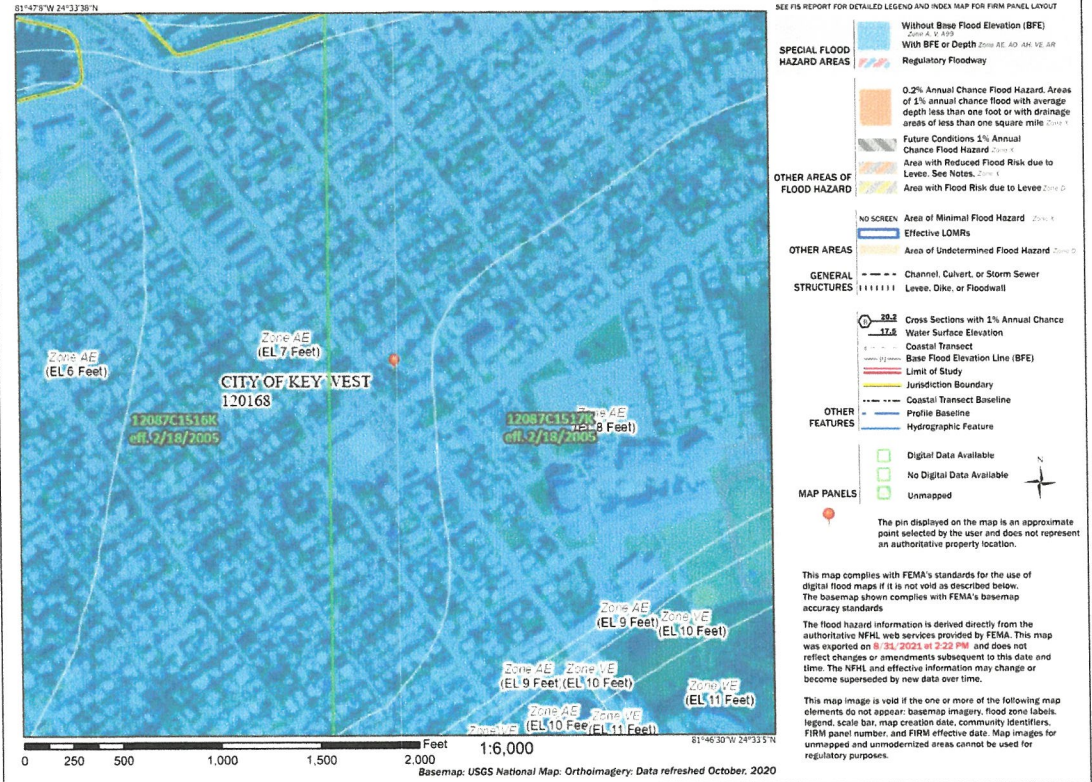 81°47'8"W 24°33'38"N
Zone AE
(EL 6 Feet)
Zone AE
(EL 7 Feet)
CITY OF KEY WEST
120168
12087C1516K
eff. 2/18/2005
12087C1517K
eff. 2/18/2005
Zone AE
(EL 8 Feet)
Zone AE
(EL 9 Feet)
Zone VE
(EL 10 Feet)
Zone AE
(EL 9 Feet)
Zone VE
(EL 10 Feet)
Zone VE
(EL 11 Feet)
Zone AE
(EL 10 Feet)
Zone VE
(EL 11 Feet)
Zone VE
81°46'30"W 24°33'5"N
0 250 500 1,000 1,500 2,000
Feet
1:6,000
Basemap: USGS National Map: Orthoimagery: Data refreshed October, 2020
SEE FIS REPORT FOR DETAILED LEGEND AND INDEX MAP FOR FIRM PANEL LAYOUT
SPECIAL FLOOD
HAZARD AREAS
Without Base Flood Elevation (BFE)
Zone A, V, A99
With BFE or Depth Zone AE, AO, AH, VE, AR
Regulatory Floodway
OTHER AREAS OF
FLOOD HAZARD
0.2% Annual Chance Flood Hazard, Areas
of 1% annual chance flood with average
depth less than one foot or with drainage
areas of less than one square mile Zone X
Future Conditions 1% Annual
Chance Flood Hazard Zone X
Area with Reduced Flood Risk due to
Levee. See Notes. Zone X
Area with Flood Risk due to Levee Zone D
OTHER AREAS
NO SCREEN Area of Minimal Flood Hazard Zone X
Effective LOMRs
Area of Undetermined Flood Hazard Zone D
GENERAL
STRUCTURES
Channel, Culvert, or Storm Sewer
Levee, Dike, or Floodwall
OTHER
FEATURES
B 20.2 Cross Sections with 1% Annual Chance
17.5 Water Surface Elevation
Coastal Transect
Base Flood Elevation Line (BFE)
Limit of Study
Jurisdiction Boundary
Coastal Transect Baseline
Profile Baseline
Hydrographic Feature
MAP PANELS
Digital Data Available
No Digital Data Available
Unmapped
N
The pin displayed on the map is an approximate
point selected by the user and does not represent
an authoritative property location.
This map complies with FEMA's standards for the use of
digital flood maps if it is not void as described below.
The basemap shown complies with FEMA's basemap
accuracy standards
The flood hazard information is derived directly from the
authoritative NFHL web services provided by FEMA. This map
was exported on 8/31/2021 at 2:22 PM and does not
reflect changes or amendments subsequent to this date and
time. The NFHL and effective information may change or
become superseded by new data over time.
This map image is void if the one or more of the following map
elements do not appear: basemap imagery, flood zone labels,
legend, scale bar, map creation date, community identifiers,
FIRM panel number, and FIRM effective date. Map images for
unmapped and unmodernized areas cannot be used for
regulatory purposes.